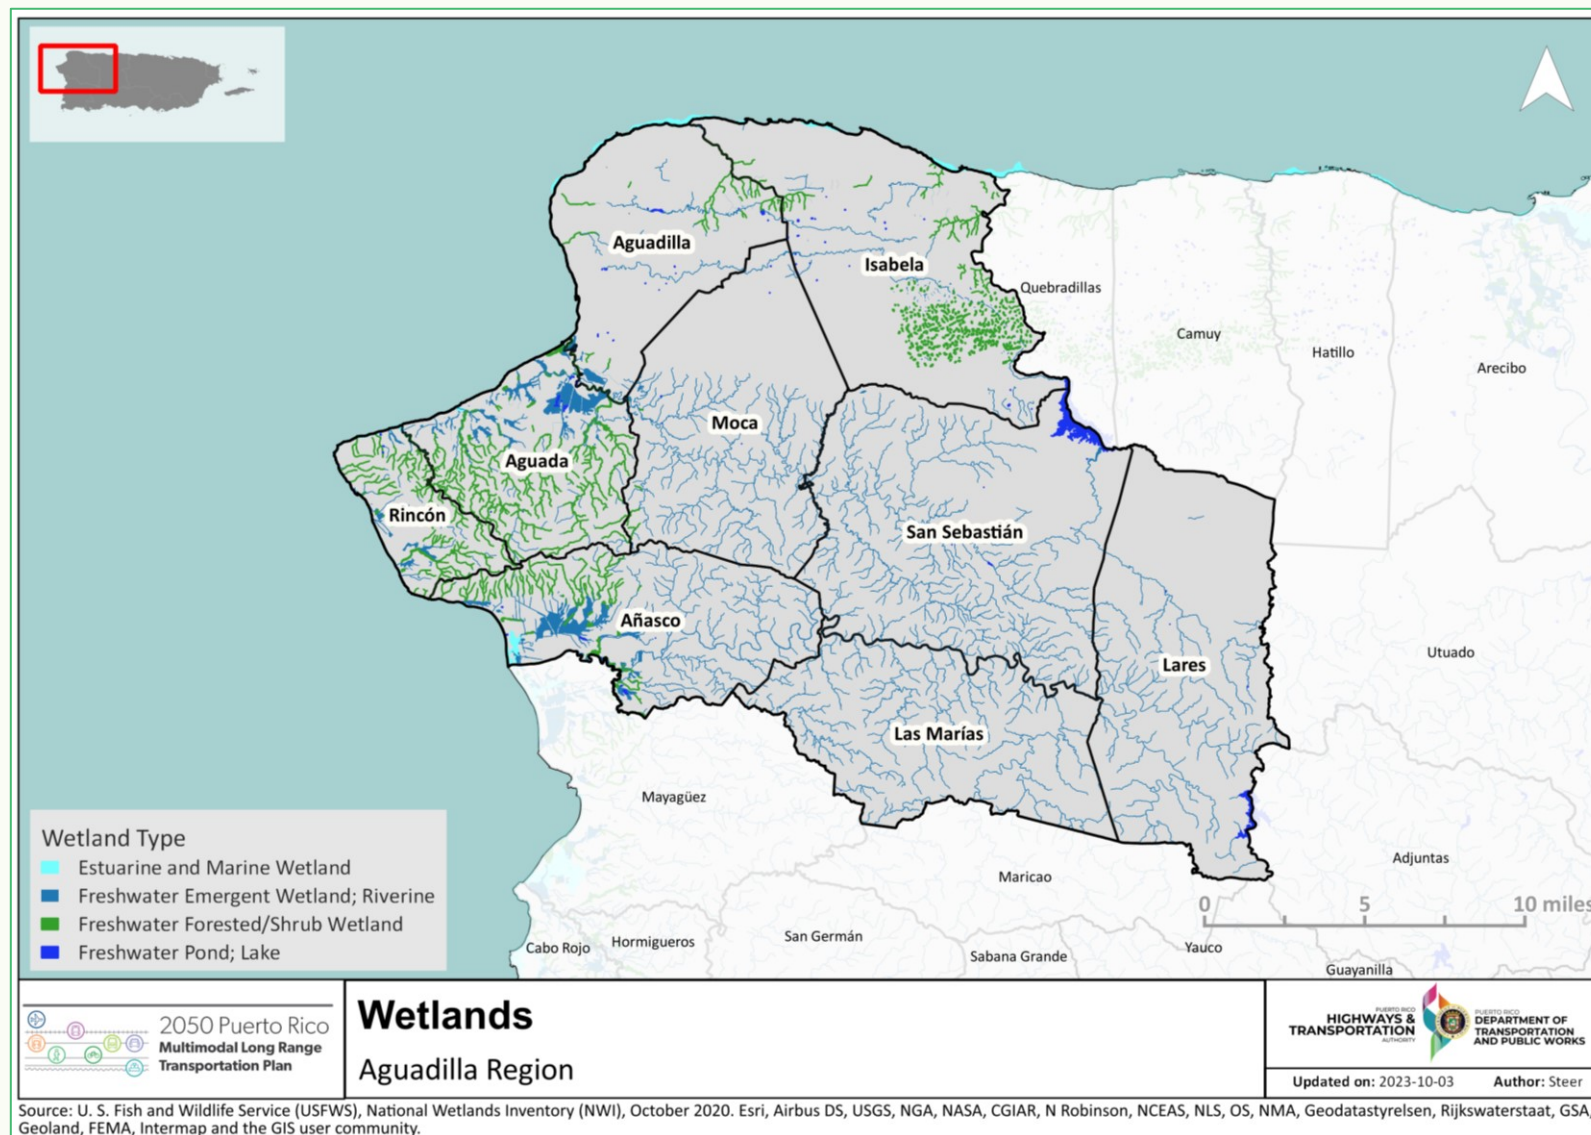 Aguadilla
Isabela
Quebradillas
Camuy
Hatillo
Arecibo
Moca
Aguada
Rincón
San Sebastián
Añasco
Utuado
Lares
Las Marías
Mayagüez
Adjuntas
Maricao
Cabo Rojo
Hormigueros
San Germán
Sabana Grande
Yauco
Guayanilla
0 5 10 miles
Wetland Type
Estuarine and Marine Wetland
Freshwater Emergent Wetland; Riverine
Freshwater Forested/Shrub Wetland
Freshwater Pond; Lake
2050 Puerto Rico
Multimodal Long Range
Transportation Plan
Wetlands
Aguadilla Region
PUERTO RICO
HIGHWAYS &
TRANSPORTATION
AUTHORITY
PUERTO RICO
DEPARTMENT OF
TRANSPORTATION
AND PUBLIC WORKS
Updated on: 2023-10-03 Author: Steer
Source: U. S. Fish and Wildlife Service (USFWS), National Wetlands Inventory (NWI), October 2020. Esri, Airbus DS, USGS, NGA, NASA, CGIAR, N Robinson, NCEAS, NLS, OS, NMA, Geodatastyrelsen, Rijkswaterstaat, GSA,
Geoland, FEMA, Intermap and the GIS user community.